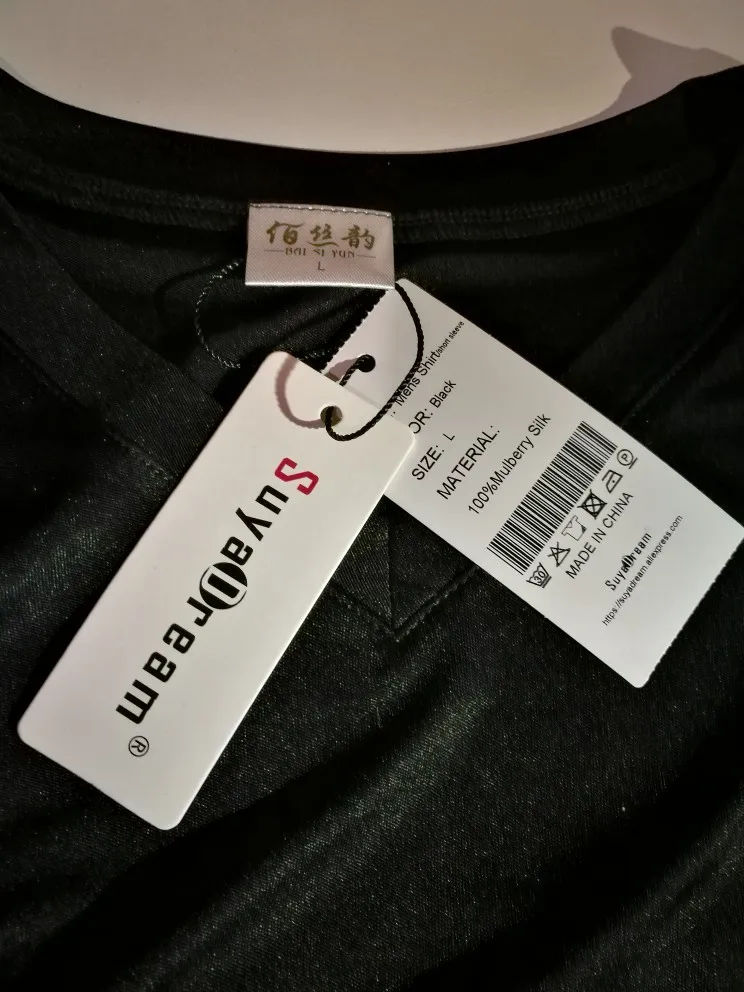 佰丝韵
BAI SI YUN
L
SuyaDream®
Mens Shirt/short sleeve
OR: Black
SIZE: L
MATERIAL:
100%Mulberry Silk
30
P
MADE IN CHINA
SuyaDream
https://suyadream.aliexpress.com